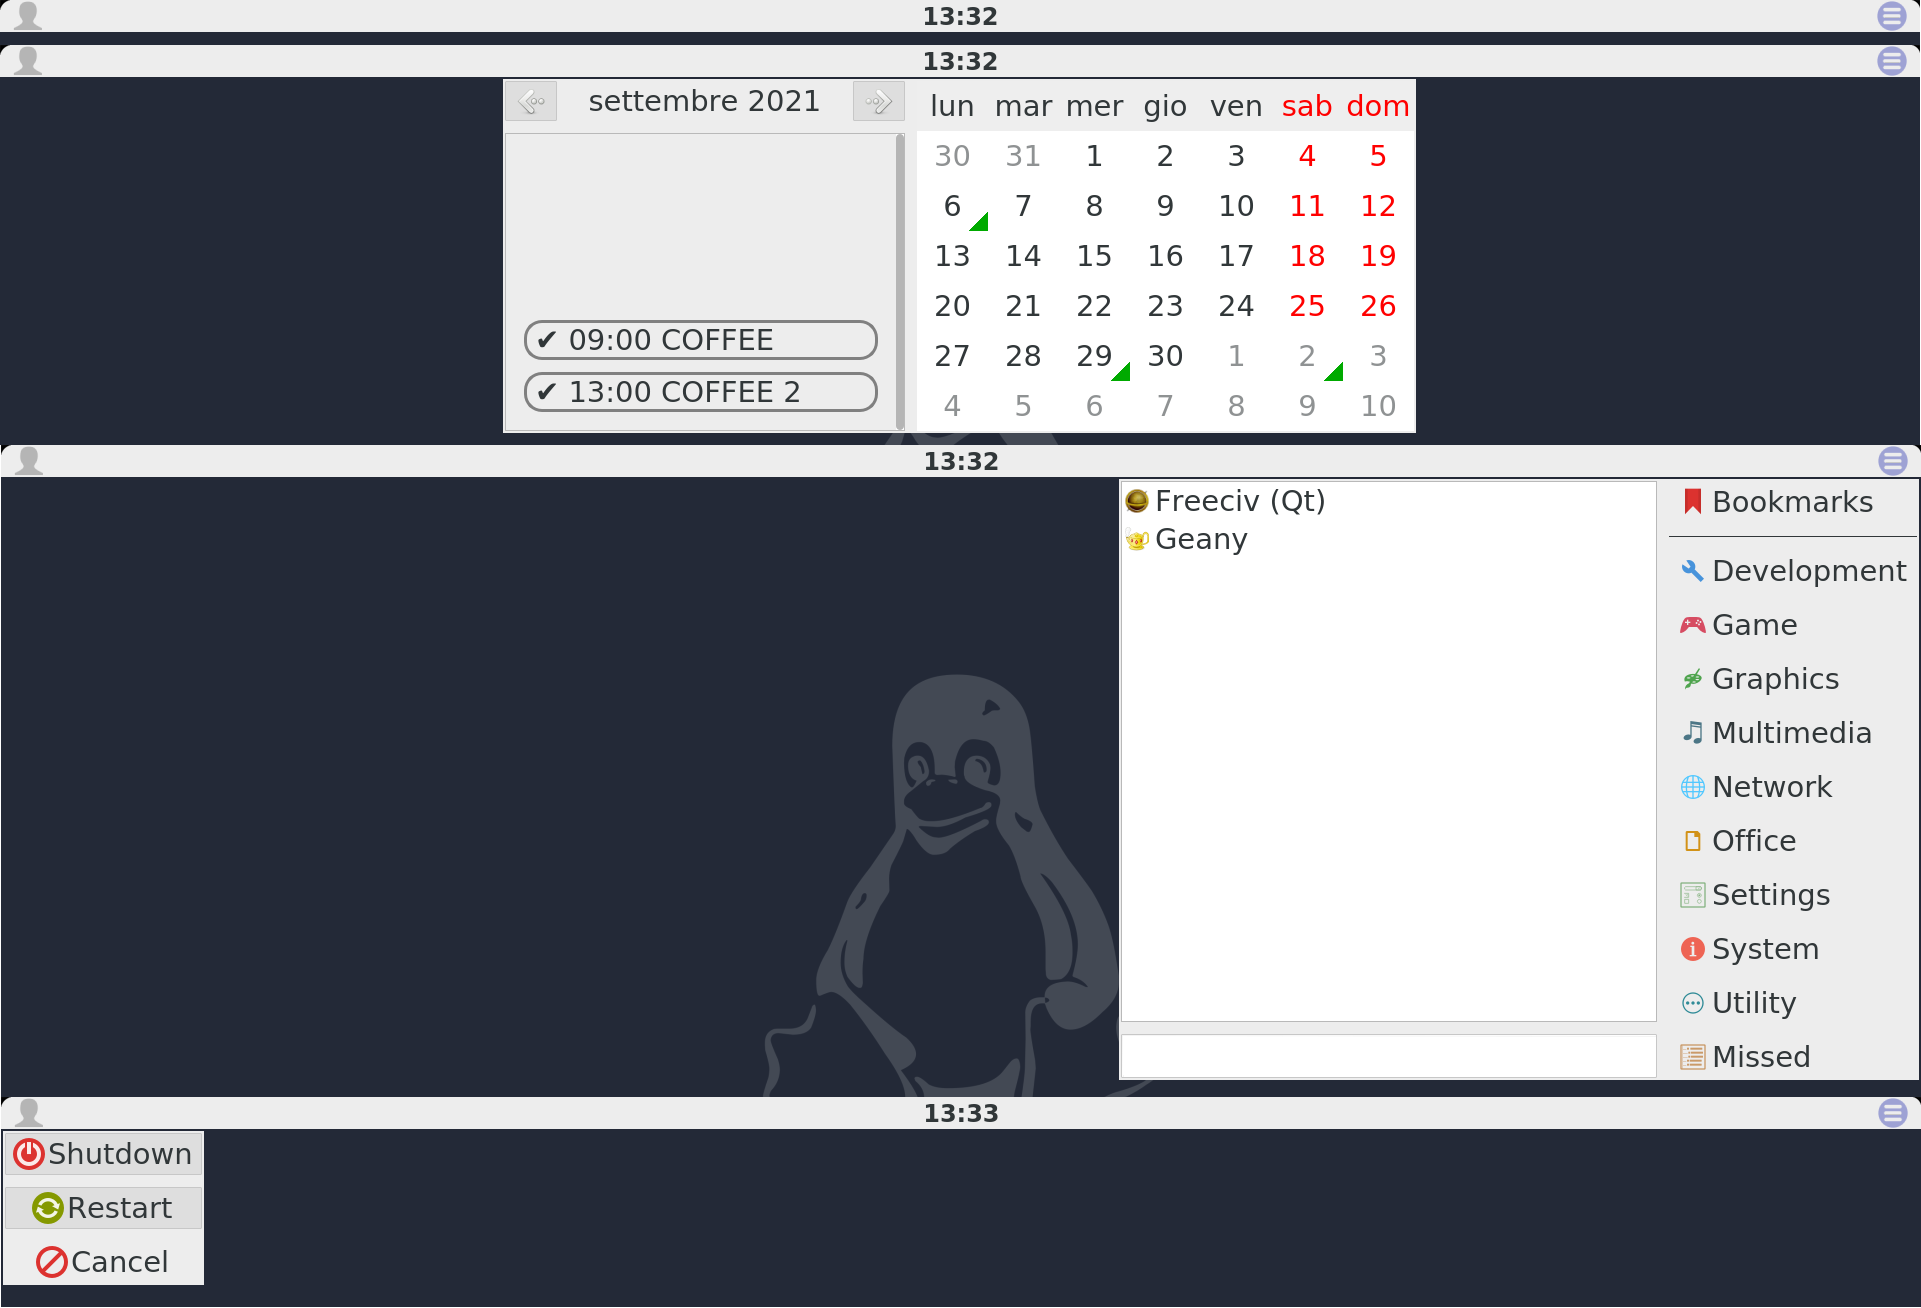 13:32
13:32
settembre 2021
lun mar mer gio ven sab dom
30 31 1 2 3 4 5
6 7 8 9 10 11 12
13 14 15 16 17 18 19
20 21 22 23 24 25 26
27 28 29 30 1 2 3
4 5 6 7 8 9 10
✔ 09:00 COFFEE
✔ 13:00 COFFEE 2
13:32
Freeciv (Qt)
Geany
Bookmarks
Development
Game
Graphics
Multimedia
Network
Office
Settings
System
Utility
Missed
13:33
Shutdown
Restart
Cancel